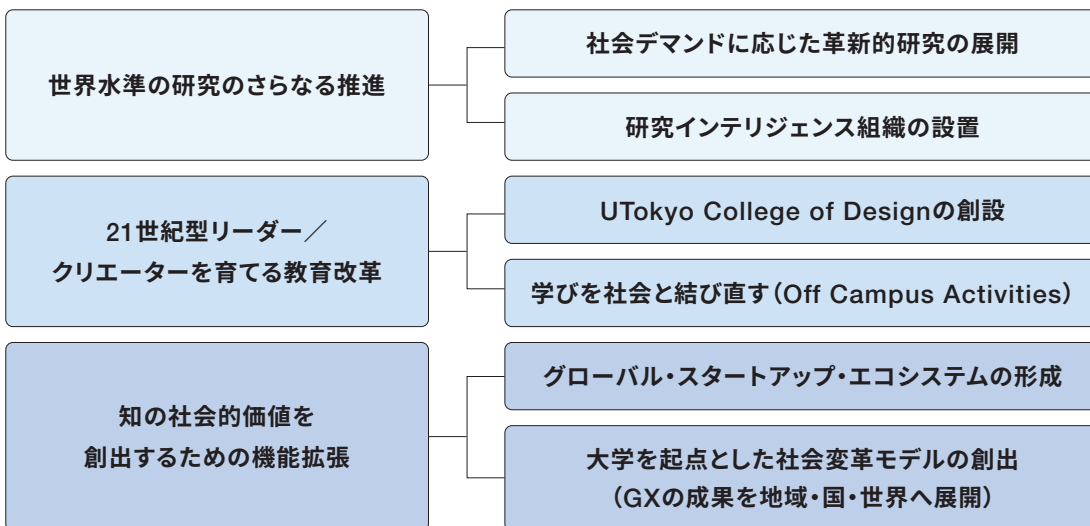 世界水準の研究のさらなる推進
社会デマンドに応じた革新的研究の展開
研究インテリジェンス組織の設置
21世紀型リーダー／
クリエーターを育てる教育改革
UTokyo College of Designの創設
学びを社会と結び直す（Off Campus Activities）
知の社会的価値を
創出するための機能拡張
グローバル・スタートアップ・エコシステムの形成
大学を起点とした社会変革モデルの創出
（GXの成果を地域・国・世界へ展開）